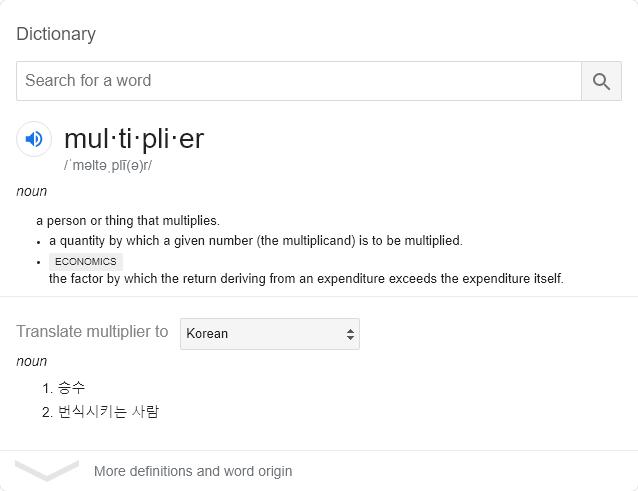 Dictionary
Search for a word
mul·ti·pli·er
/ˈməltəˌplī(ə)r/
noun
a person or thing that multiplies.
• a quantity by which a given number (the multiplicand) is to be multiplied.
• ECONOMICS
the factor by which the return deriving from an expenditure exceeds the expenditure itself.
Translate multiplier to Korean
noun
1. 승수
2. 번식시키는 사람
More definitions and word origin